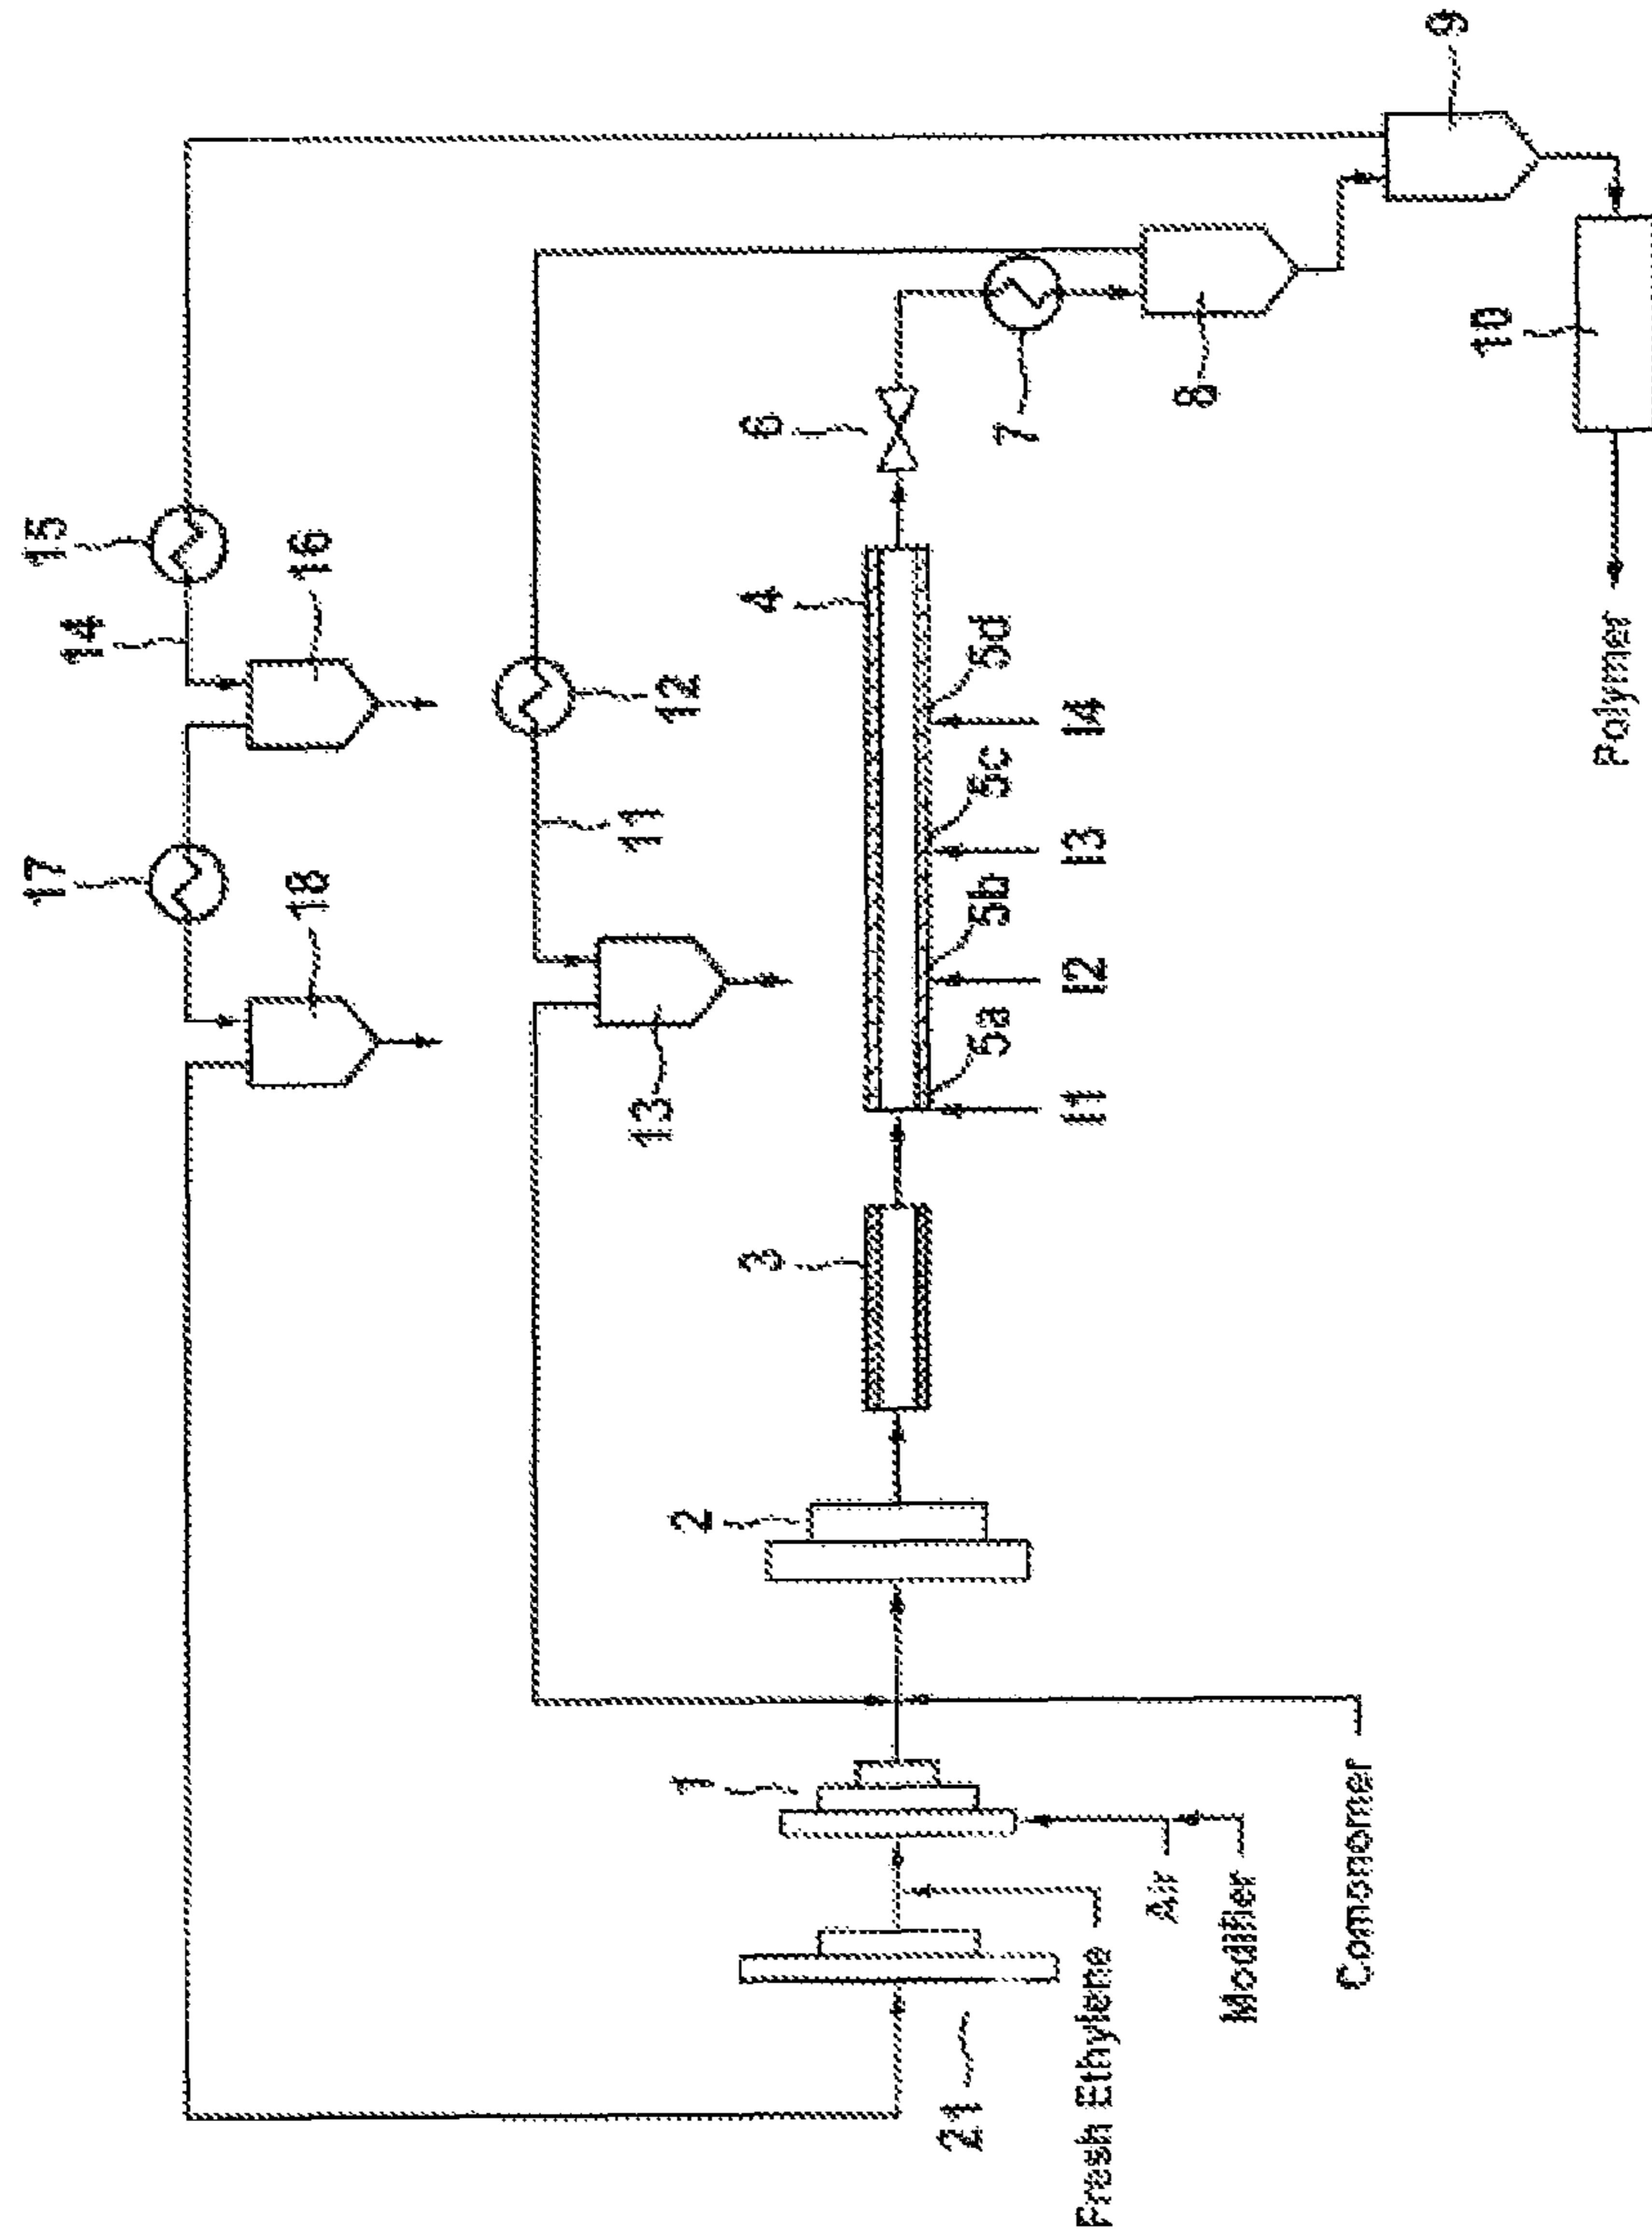 15
14
16
17
18
12
11
13
9
6
7
8
10
4
5d
5c
5b
5a
I4
I3
I2
I1
3
2
1
21
Fresh Ethylene
Air
Modifier
Comonomer
Polymer